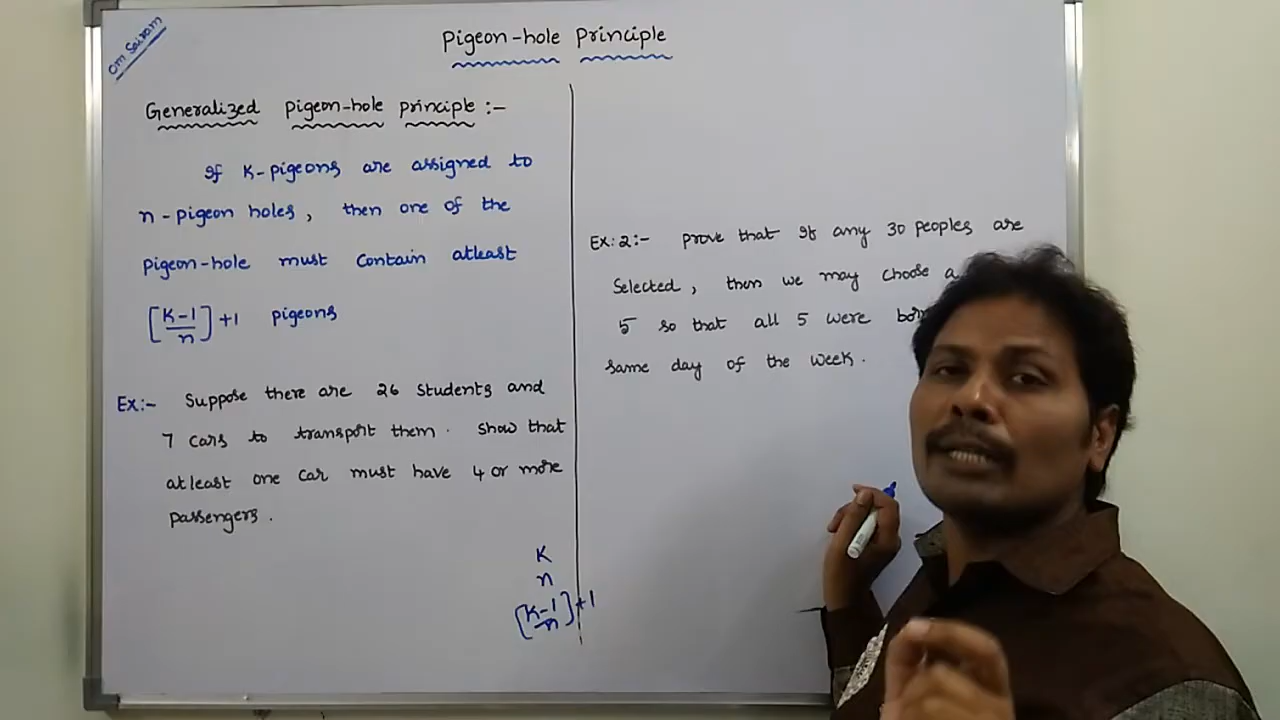 Om Sairam
Pigeon-hole Principle
Generalized pigeon-hole principle :-
If K-pigeons are assigned to
n-pigeon holes, then one of the
pigeon-hole must contain atleast
[K-1/n]+1 pigeons
Ex:- Suppose there are 26 students and
7 cars to transport them. show that
atleast one car must have 4 or more
passengers.
K
n
[K-1/n]+1
Ex:2:- prove that If any 30 peoples are
Selected, then we may choose a
5 so that all 5 were
same day of the week.